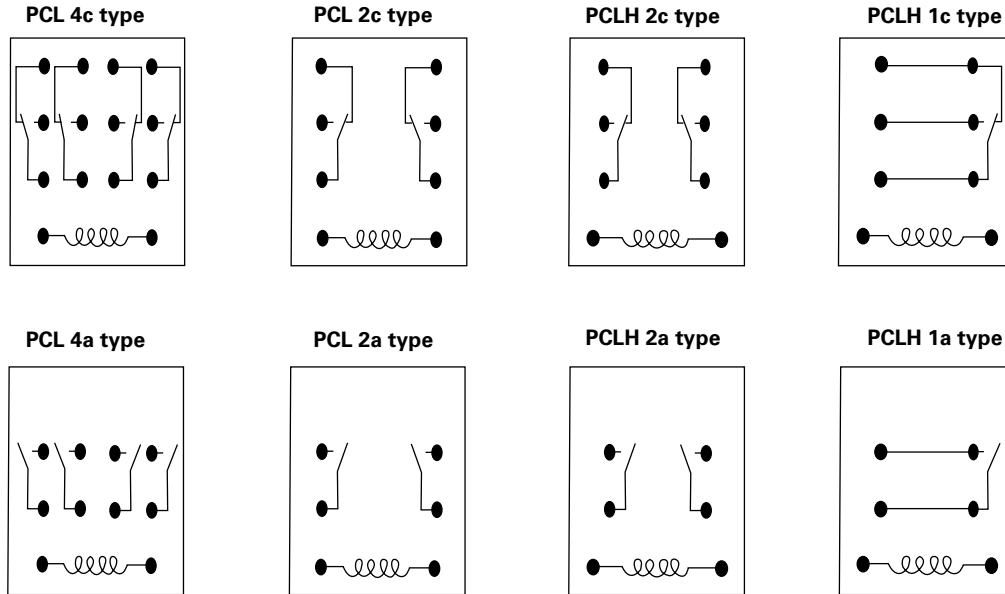 PCL 4c type
PCL 2c type
PCLH 2c type
PCLH 1c type
PCL 4a type
PCL 2a type
PCLH 2a type
PCLH 1a type